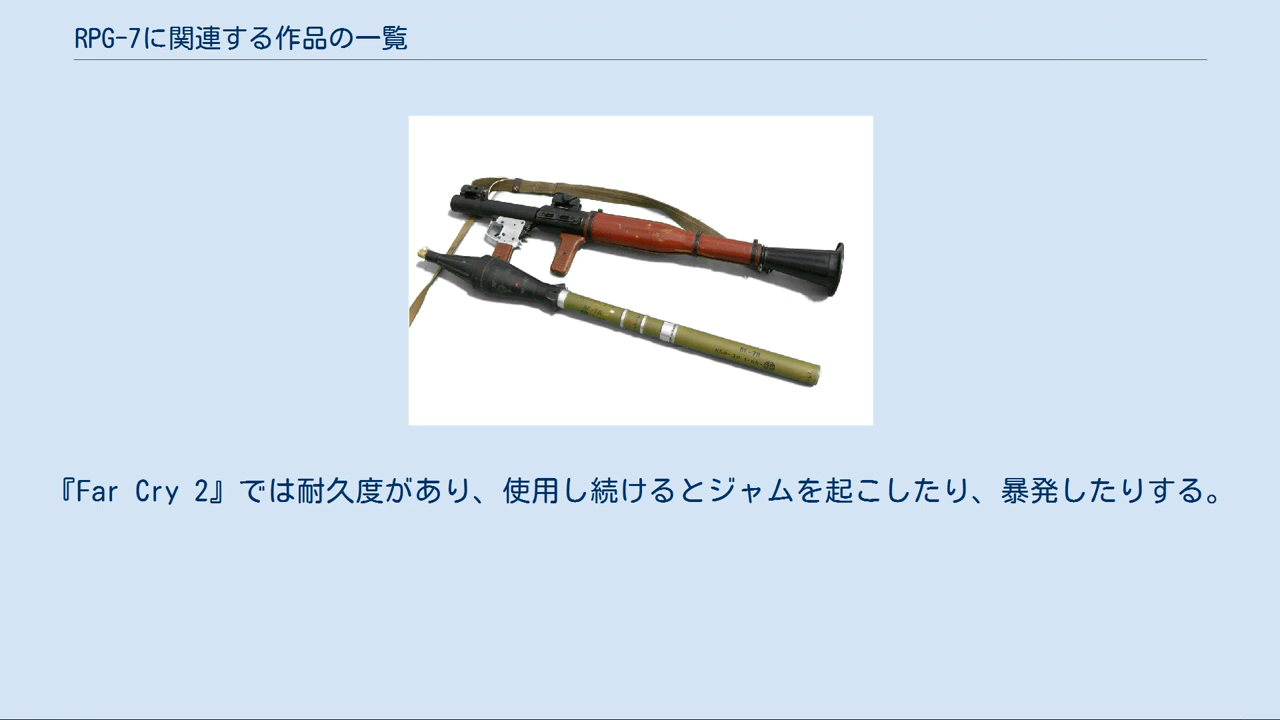 RPG-7に関連する作品の一覧
『Far Cry 2』では耐久度があり、使用し続けるとジャムを起こしたり、暴発したりする。